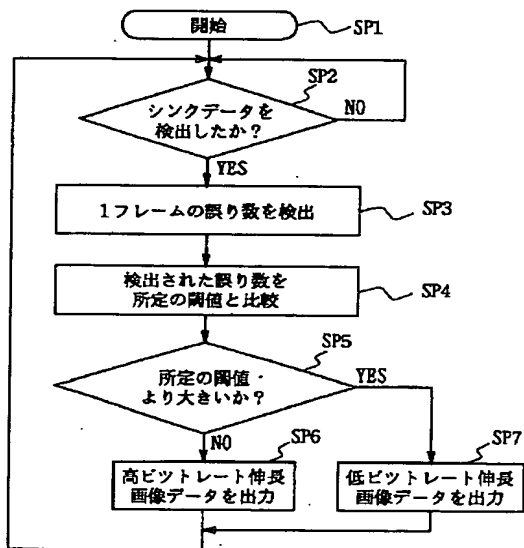 開始
SP1
SP2
シンクデータを
検出したか?
NO
YES
1フレームの誤り数を検出
SP3
検出された誤り数を
所定の閾値と比較
SP4
SP5
所定の閾値
より大きいか?
YES
NO
SP6
高ビットレート伸長
画像データを出力
SP7
低ビットレート伸長
画像データを出力